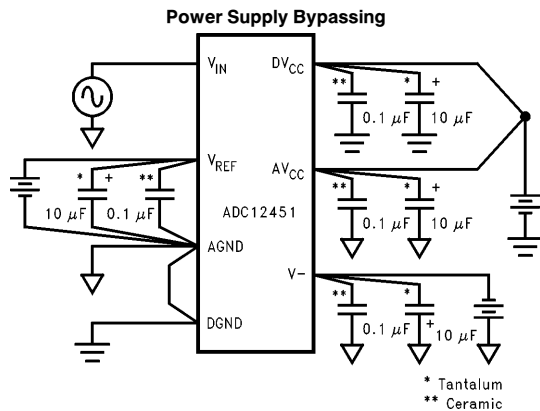 Power Supply Bypassing
V_IN
DV_CC
** * +
0.1 μF 10 μF
V_REF
* + **
10 μF 0.1 μF
AV_CC
** * +
0.1 μF 10 μF
ADC12451
AGND
V-
** *
0.1 μF + 10 μF
DGND
* Tantalum
** Ceramic